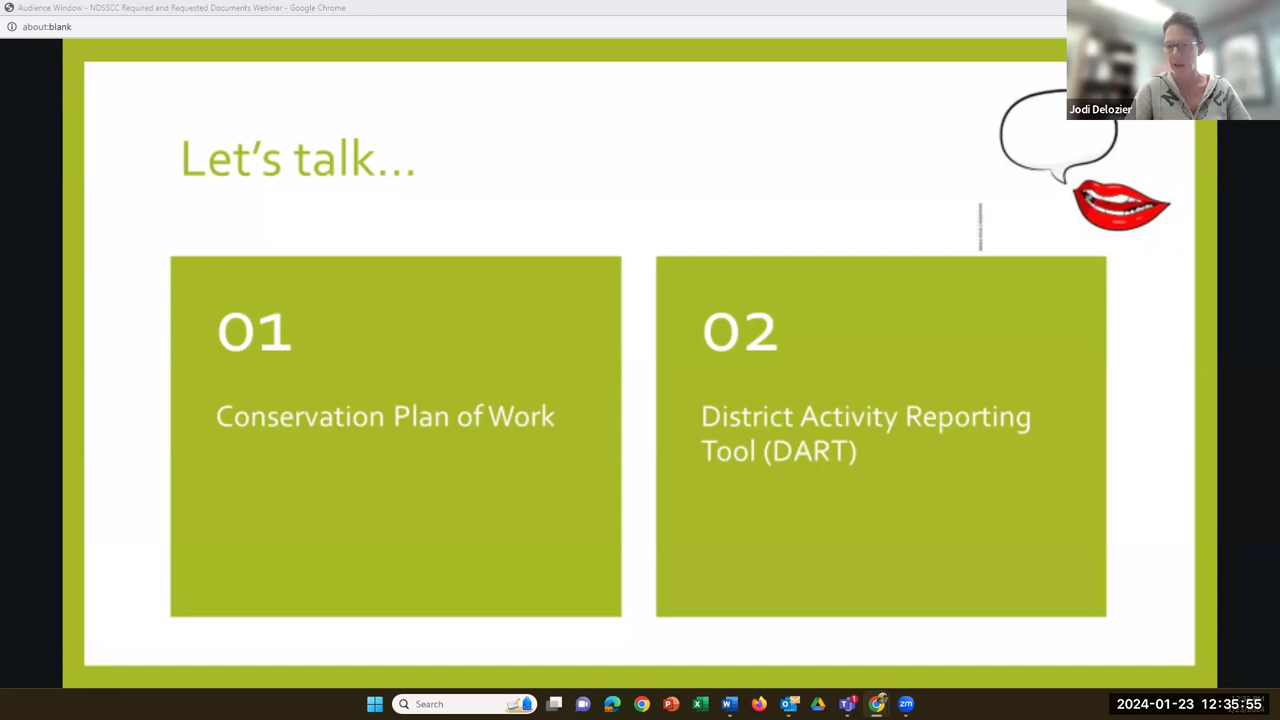 Audience Window - NDSSCC Required and Requested Documents Webinar - Google Chrome
about:blank
Jodi Delozier
Let's talk...
01
Conservation Plan of Work
02
District Activity Reporting
Tool (DART)
Search
2024-01-23 12:35:55